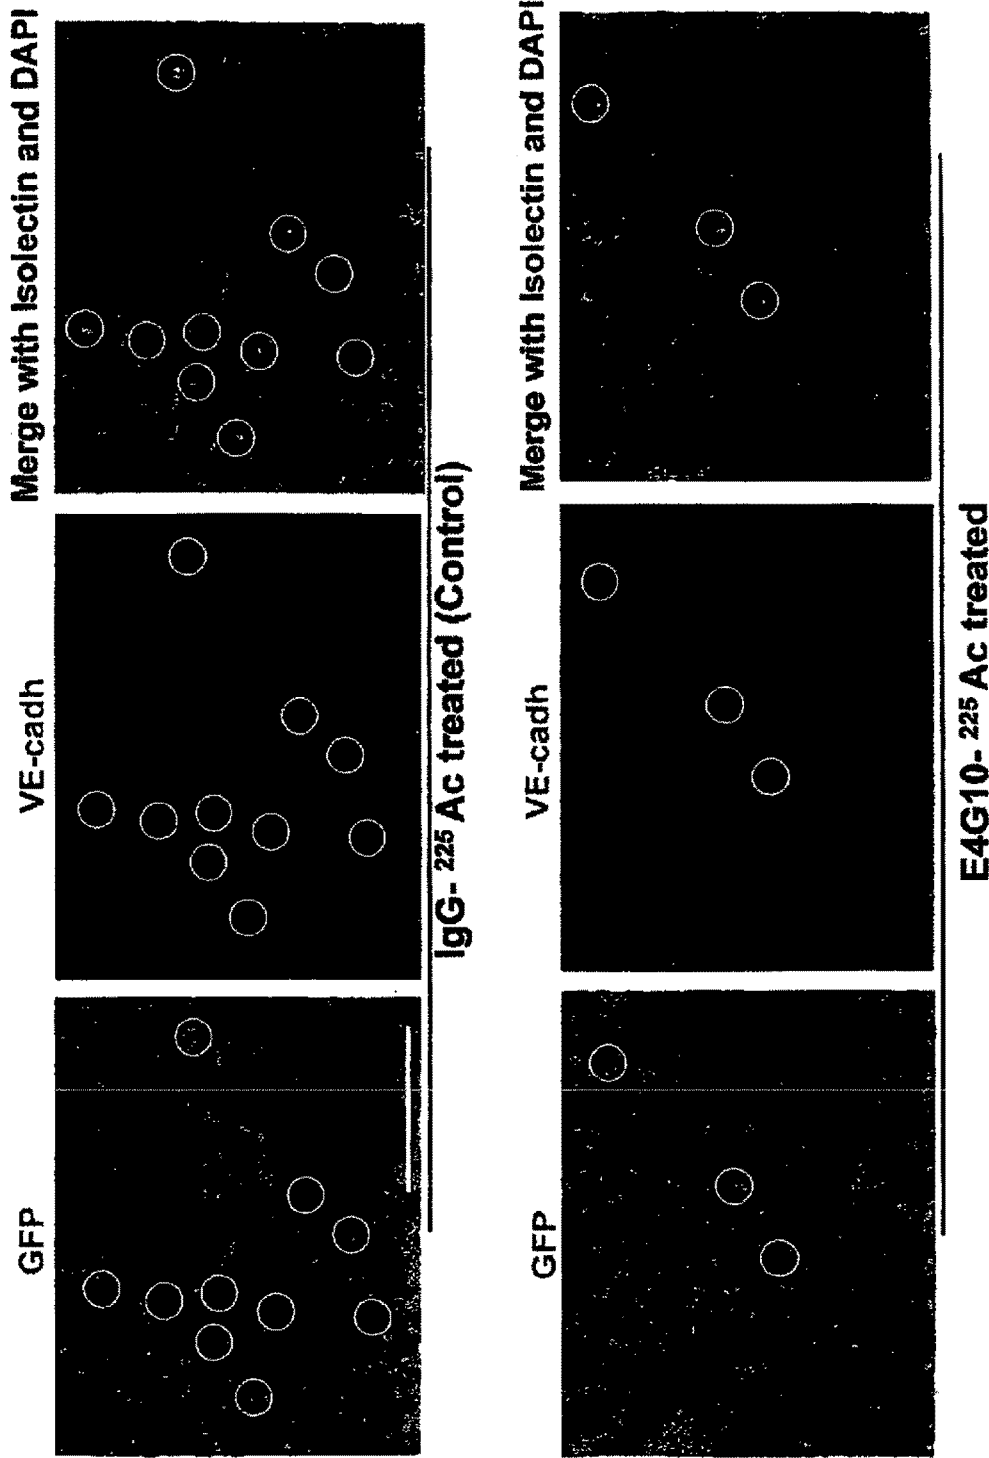 GFP
VE-cadh
Merge with Isolectin and DAPI
IgG- ²²⁵ Ac treated (Control)
GFP
VE-cadh
Merge with Isolectin and DAPI
E4G10- ²²⁵ Ac treated